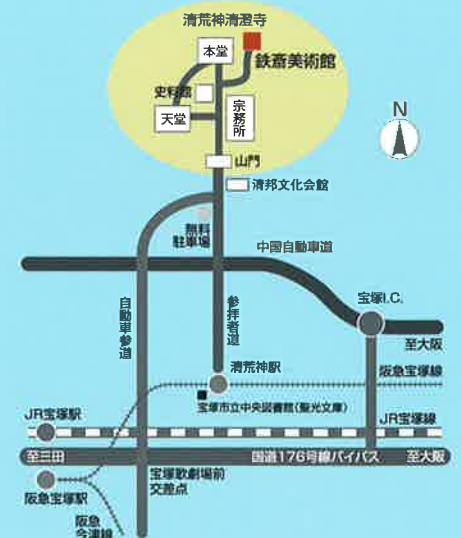 清荒神清澄寺
本堂
鉄斎美術館
史料館
宗務所
天堂
山門
N
清邦文化会館
無料
駐車場
中国自動車道
自動車参道
参拝者道
宝塚I.C.
至大阪
清荒神駅
阪急宝塚線
宝塚市立中央図書館(聖光文庫)
JR宝塚駅
JR宝塚線
至三田
国道176号線バイパス
至大阪
阪急宝塚駅
宝塚歌劇場前
交差点
阪急
今津線